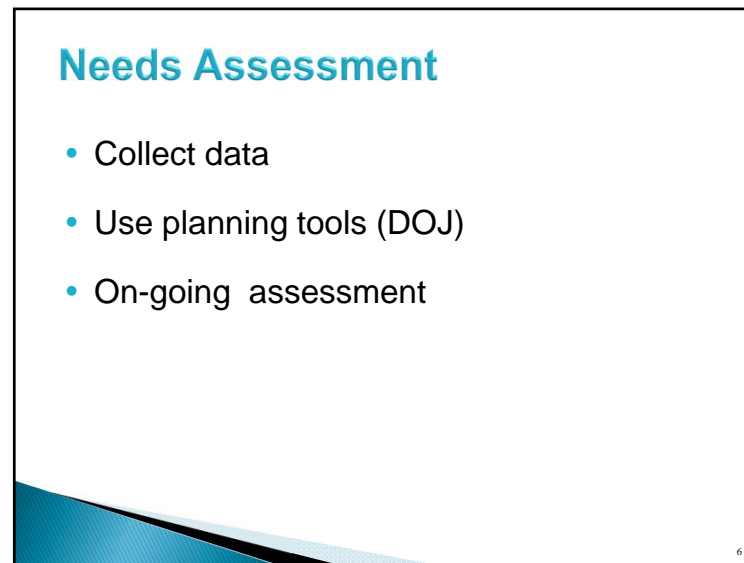 Needs Assessment
• Collect data
• Use planning tools (DOJ)
• On-going  assessment
6